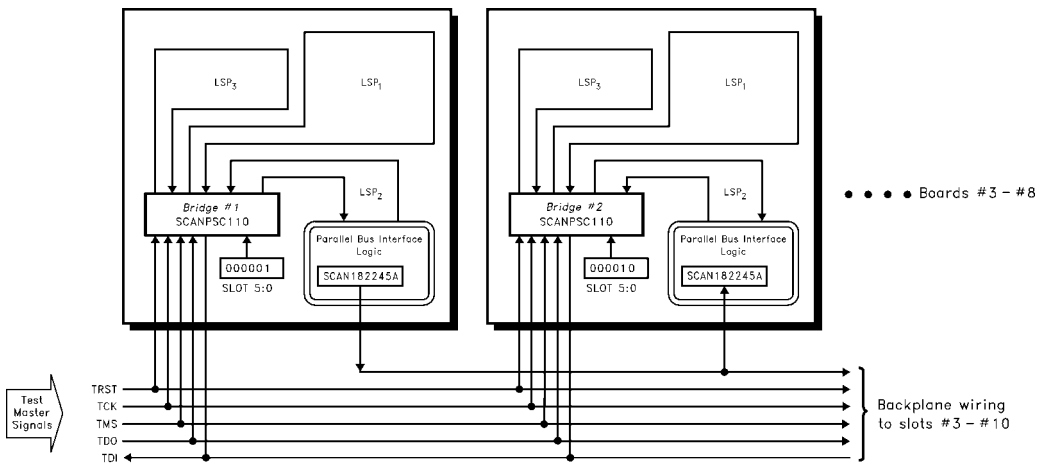 LSP3
LSP1
LSP2
Bridge #1
SCANPSC110
000001
SLOT 5:0
Parallel Bus Interface
Logic
SCAN182245A
LSP3
LSP1
LSP2
Bridge #2
SCANPSC110
000010
SLOT 5:0
Parallel Bus Interface
Logic
SCAN182245A
Boards #3 – #8
Test
Master
Signals
TRST
TCK
TMS
TDO
TDI
Backplane wiring
to slots #3 – #10